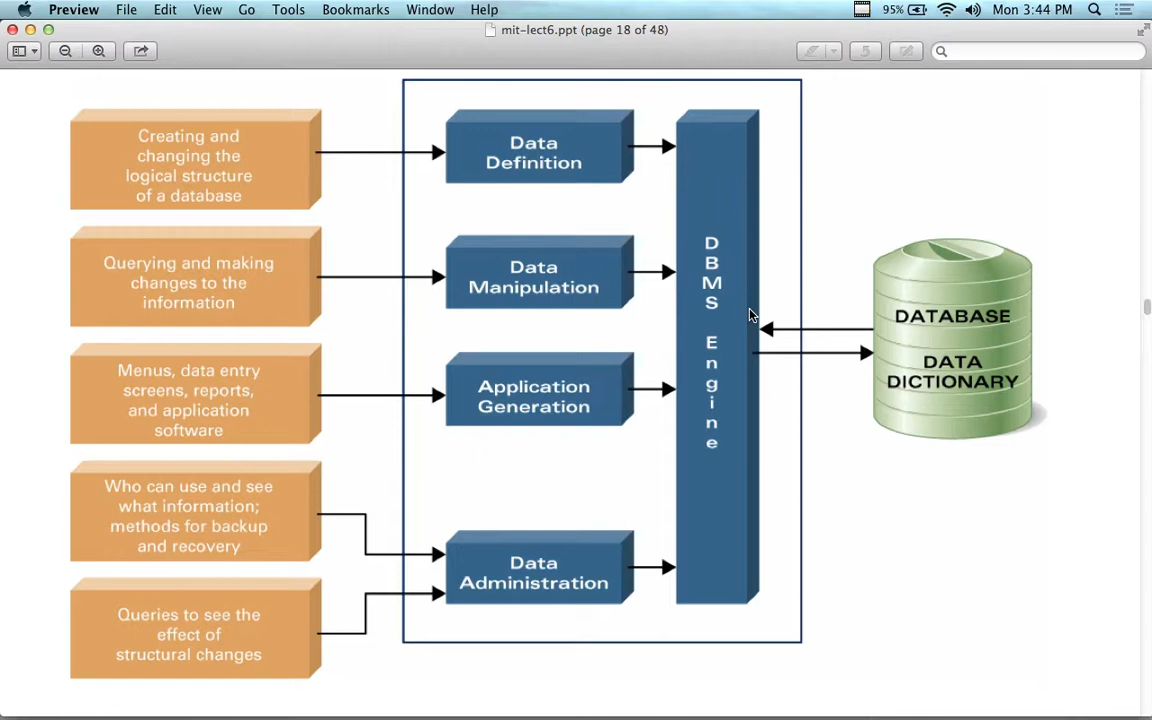 Preview File Edit View Go Tools Bookmarks Window Help 95% Mon 3:44 PM
mit-lect6.ppt (page 18 of 48)
5
Creating and
changing the
logical structure
of a database
Querying and making
changes to the
information
Menus, data entry
screens, reports,
and application
software
Who can use and see
what information;
methods for backup
and recovery
Queries to see the
effect of
structural changes
Data
Definition
Data
Manipulation
Application
Generation
Data
Administration
D
B
M
S
E
n
g
i
n
e
DATABASE
DATA
DICTIONARY